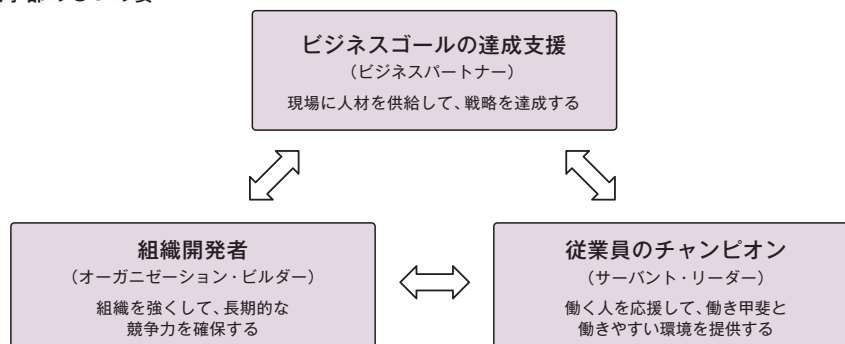 ビジネスゴールの達成支援
（ビジネスパートナー）
現場に人材を供給して、戦略を達成する
組織開発者
（オーガニゼーション・ビルダー）
組織を強くして、長期的な
競争力を確保する
従業員のチャンピオン
（サーバント・リーダー）
働く人を応援して、働き甲斐と
働きやすい環境を提供する